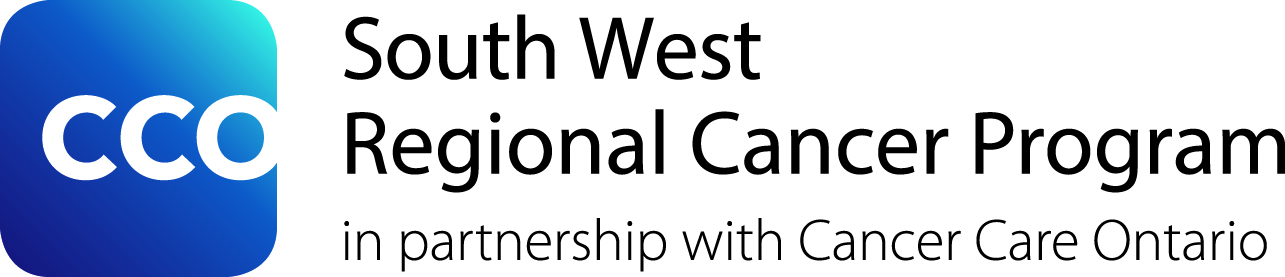 CCO
South West
Regional Cancer Program
in partnership with Cancer Care Ontario